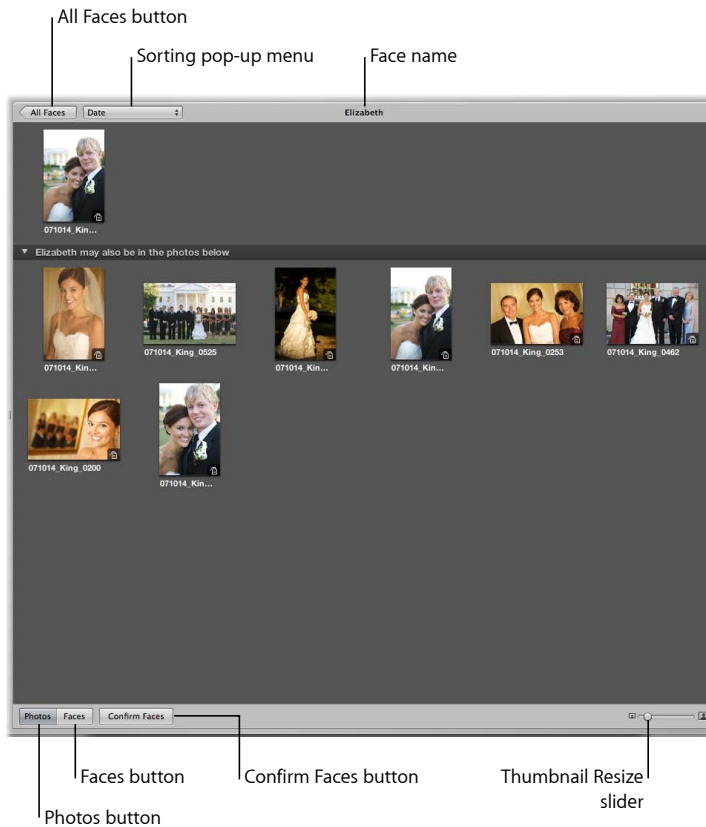 All Faces button
Sorting pop-up menu
Face name
All Faces
Date
Elizabeth
071014_Kin...
Elizabeth may also be in the photos below
071014_Kin...
071014_King_0525
071014_Kin...
071014_Kin...
071014_King_0253
071014_King_0462
071014_King_0200
071014_Kin...
Photos
Faces
Confirm Faces
Faces button
Confirm Faces button
Thumbnail Resize
slider
Photos button